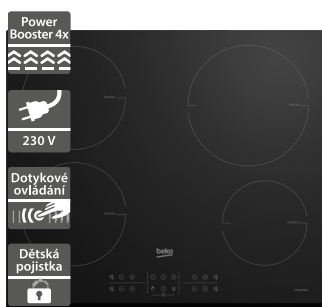 Power
Booster 4x
230 V
Dotykové
ovládání
Dětská
pojistka
beko